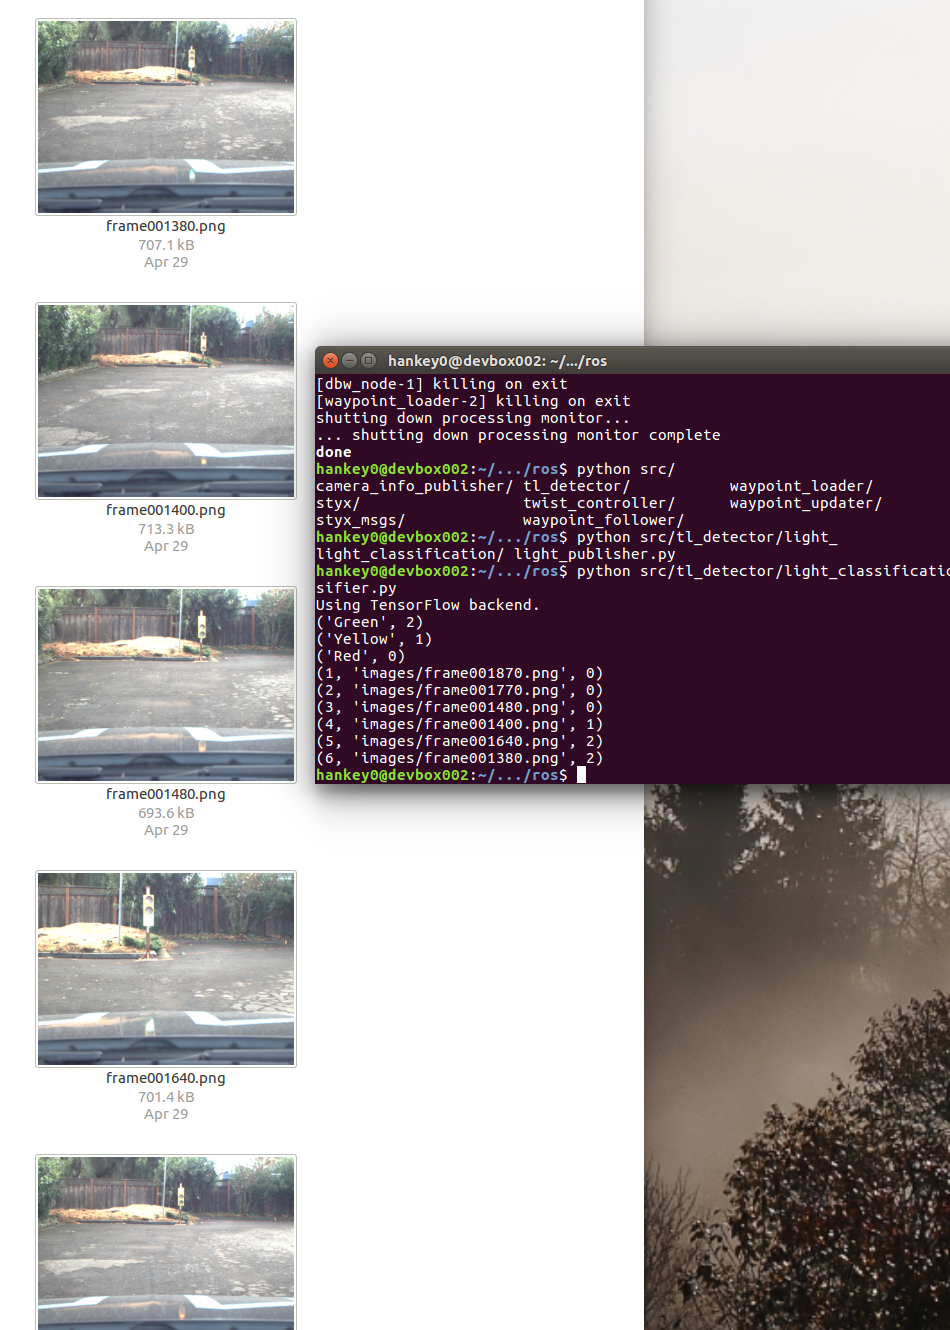 frame001380.png
707.1 kB
Apr 29
frame001400.png
713.3 kB
Apr 29
frame001480.png
693.6 kB
Apr 29
frame001640.png
701.4 kB
Apr 29
hankey0@devbox002: ~/.../ros
[dbw_node-1] killing on exit
[waypoint_loader-2] killing on exit
shutting down processing monitor...
... shutting down processing monitor complete
done
hankey0@devbox002:~/.../ros$ python src/
camera_info_publisher/ tl_detector/ waypoint_loader/
styx/ twist_controller/ waypoint_updater/
styx_msgs/ waypoint_follower/
hankey0@devbox002:~/.../ros$ python src/tl_detector/light_
light_classification/ light_publisher.py
hankey0@devbox002:~/.../ros$ python src/tl_detector/light_classificatio
sifier.py
Using TensorFlow backend.
('Green', 2)
('Yellow', 1)
('Red', 0)
(1, 'images/frame001870.png', 0)
(2, 'images/frame001770.png', 0)
(3, 'images/frame001480.png', 0)
(4, 'images/frame001400.png', 1)
(5, 'images/frame001640.png', 2)
(6, 'images/frame001380.png', 2)
hankey0@devbox002:~/.../ros$